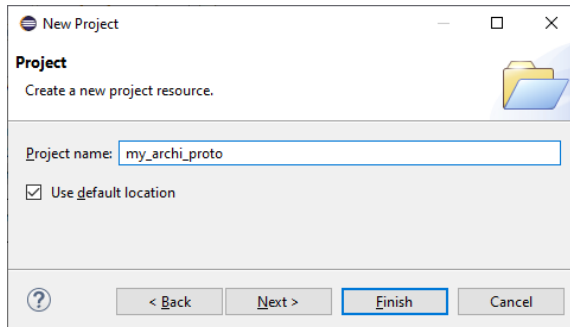 New Project
Project
Create a new project resource.
Project name: my_archi_proto
Use default location
? < Back Next > Finish Cancel